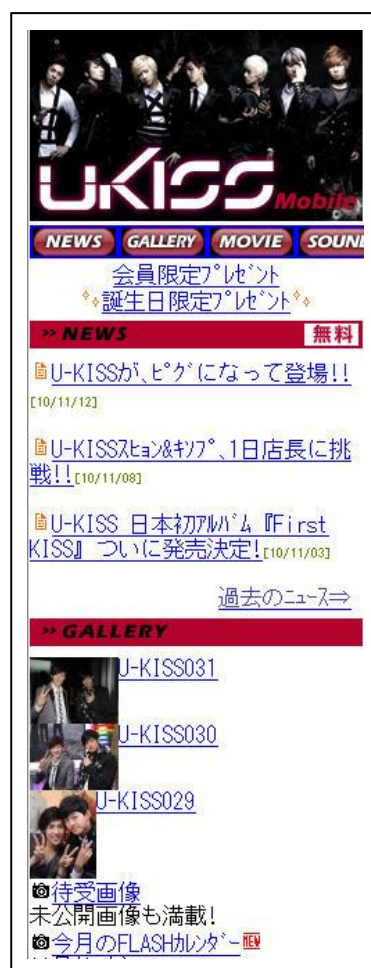 UKISS
Mobile
NEWS GALLERY MOVIE SOUN
会員限定ﾌﾟﾚｾﾞﾝﾄ
誕生日限定ﾌﾟﾚｾﾞﾝﾄ
»NEWS 無料
U-KISSが､ﾋﾟｸﾞになって登場!!
[10/11/12]
U-KISSｽﾋｮﾝ&ｷｿﾌﾟ､1日店長に挑
戦!![10/11/08]
U-KISS 日本初ｱﾙﾊﾞﾑ『First
KISS』 ついに発売決定![10/11/03]
過去のﾆｭｰｽ⇒
»GALLERY
U-KISS031
U-KISS030
U-KISS029
待受画像
未公開画像も満載!
今月のFLASHｶﾚﾝﾀﾞｰNEW